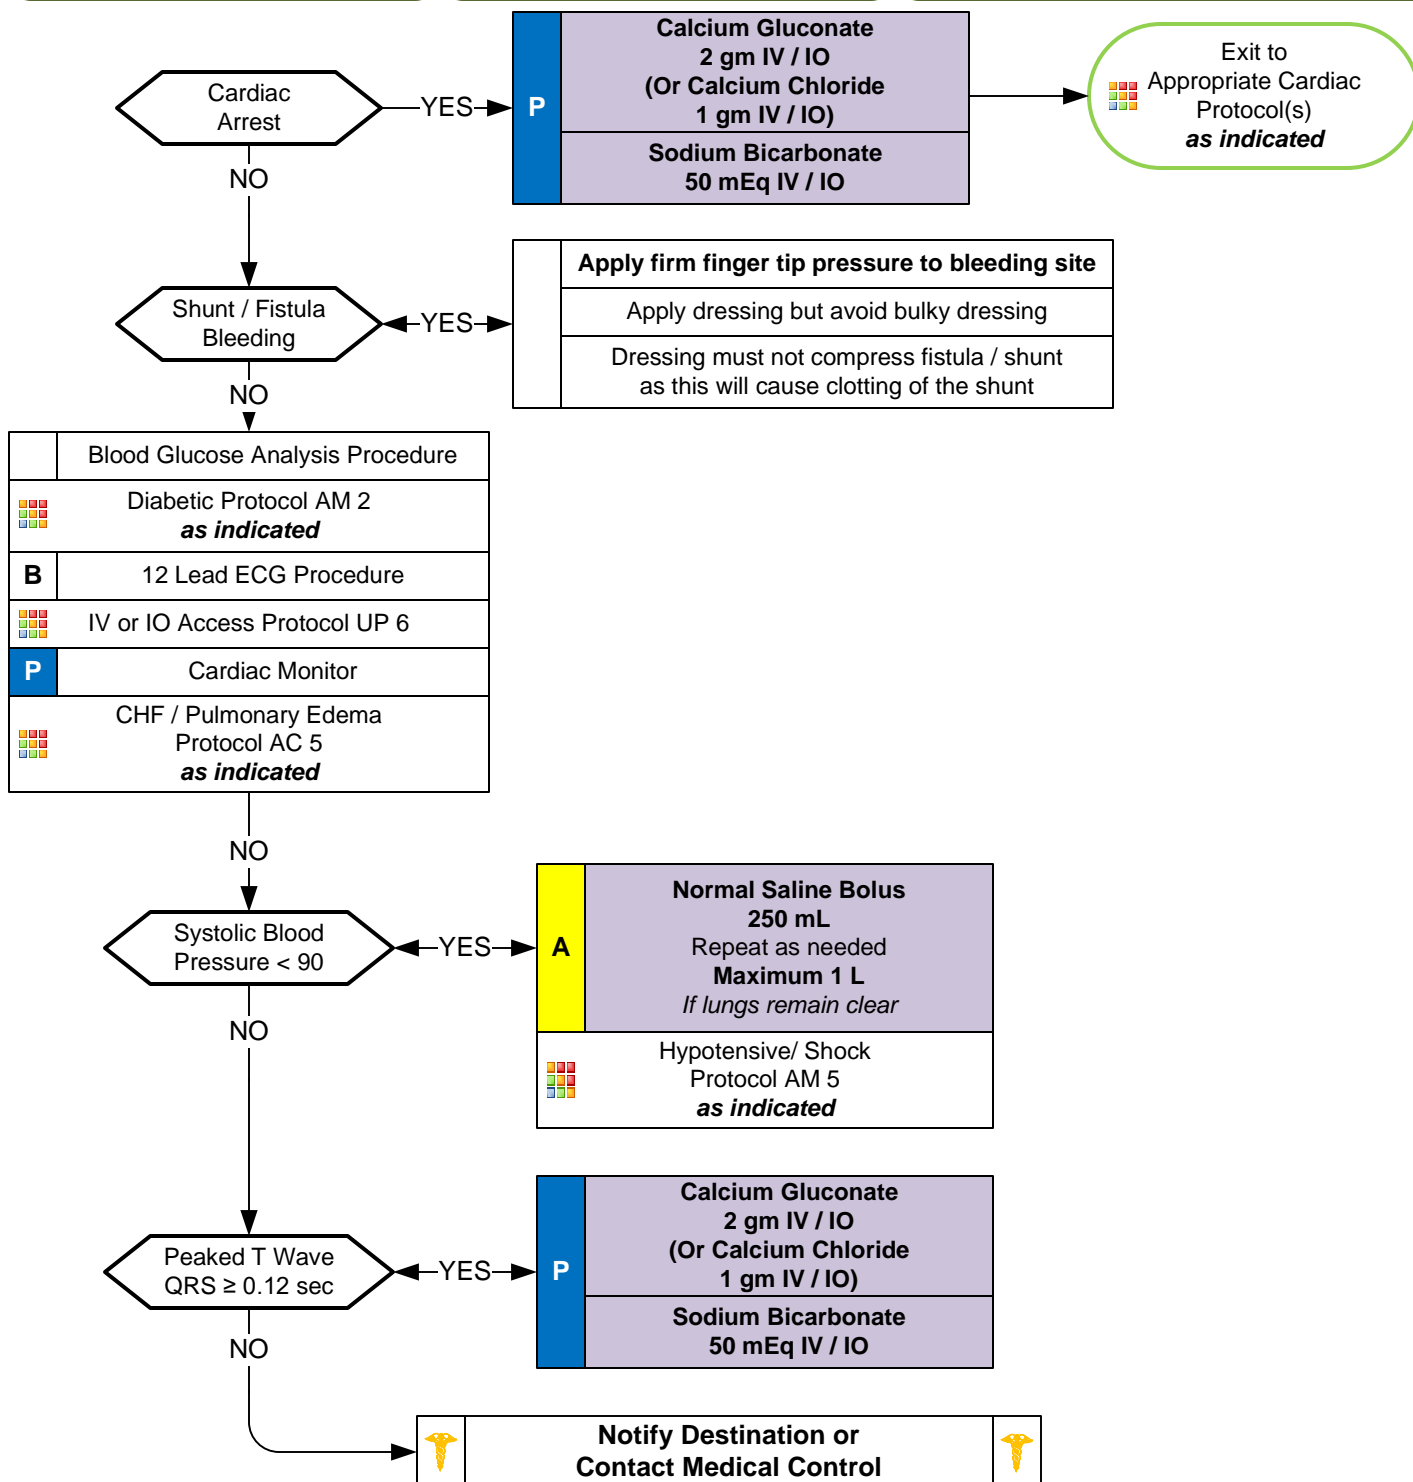 Cardiac
Arrest
YES
P
Calcium Gluconate
2 gm IV / IO
(Or Calcium Chloride
1 gm IV / IO)
Sodium Bicarbonate
50 mEq IV / IO
Exit to
Appropriate Cardiac
Protocol(s)
as indicated
NO
Shunt / Fistula
Bleeding
YES
Apply firm finger tip pressure to bleeding site
Apply dressing but avoid bulky dressing
Dressing must not compress fistula / shunt
as this will cause clotting of the shunt
NO
Blood Glucose Analysis Procedure
Diabetic Protocol AM 2
as indicated
B
12 Lead ECG Procedure
IV or IO Access Protocol UP 6
P
Cardiac Monitor
CHF / Pulmonary Edema
Protocol AC 5
as indicated
NO
Systolic Blood
Pressure < 90
YES
A
Normal Saline Bolus
250 mL
Repeat as needed
Maximum 1 L
If lungs remain clear
Hypotensive/ Shock
Protocol AM 5
as indicated
NO
Peaked T Wave
QRS ≥ 0.12 sec
YES
P
Calcium Gluconate
2 gm IV / IO
(Or Calcium Chloride
1 gm IV / IO)
Sodium Bicarbonate
50 mEq IV / IO
NO
Notify Destination or
Contact Medical Control